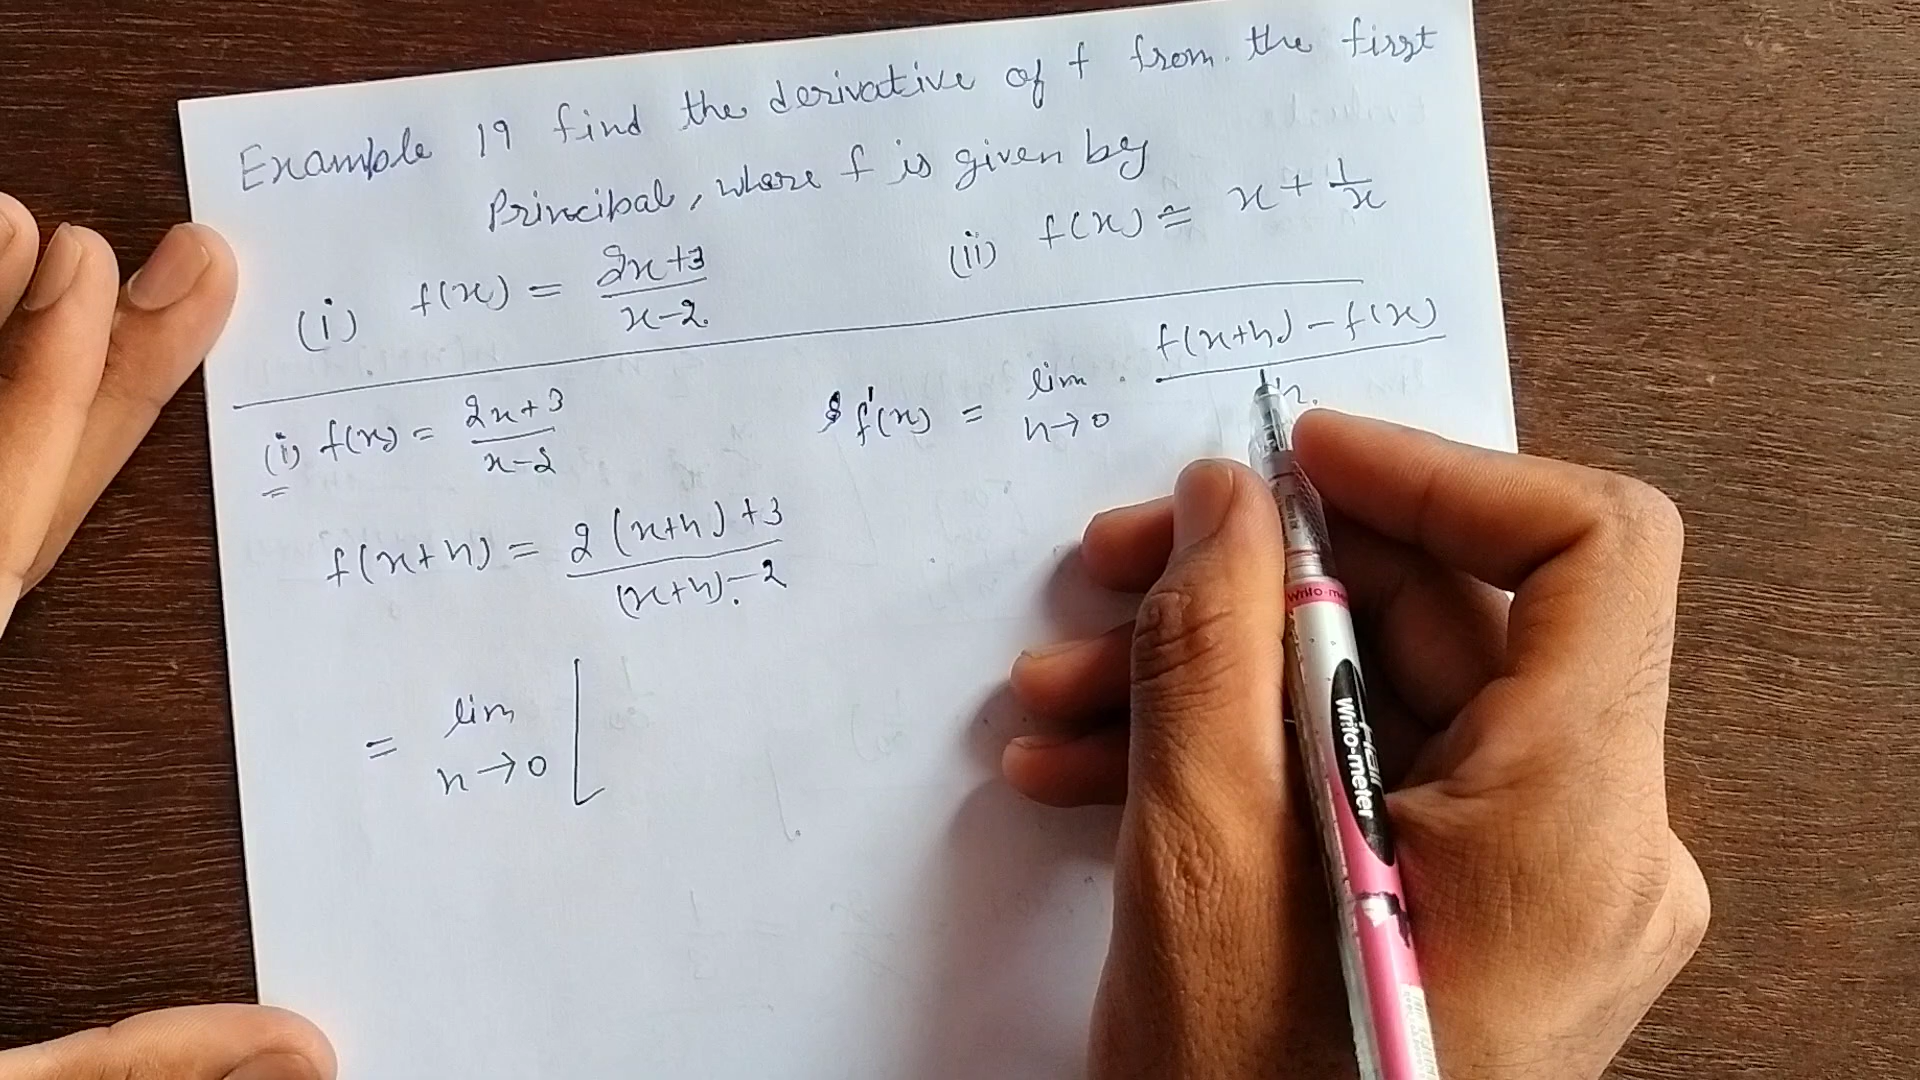 Example 19 find the derivative of f from the first
Principal, where f is given by
(i) f(x) = 2x+3 / x-2
(ii) f(x) = x + 1/x
(i) f(x) = 2x+3 / x-2
f'(x) = lim h→0 f(x+h) - f(x) / h
f(x+h) = 2(x+h)+3 / (x+h)-2
= lim h→0 [
Write-meter